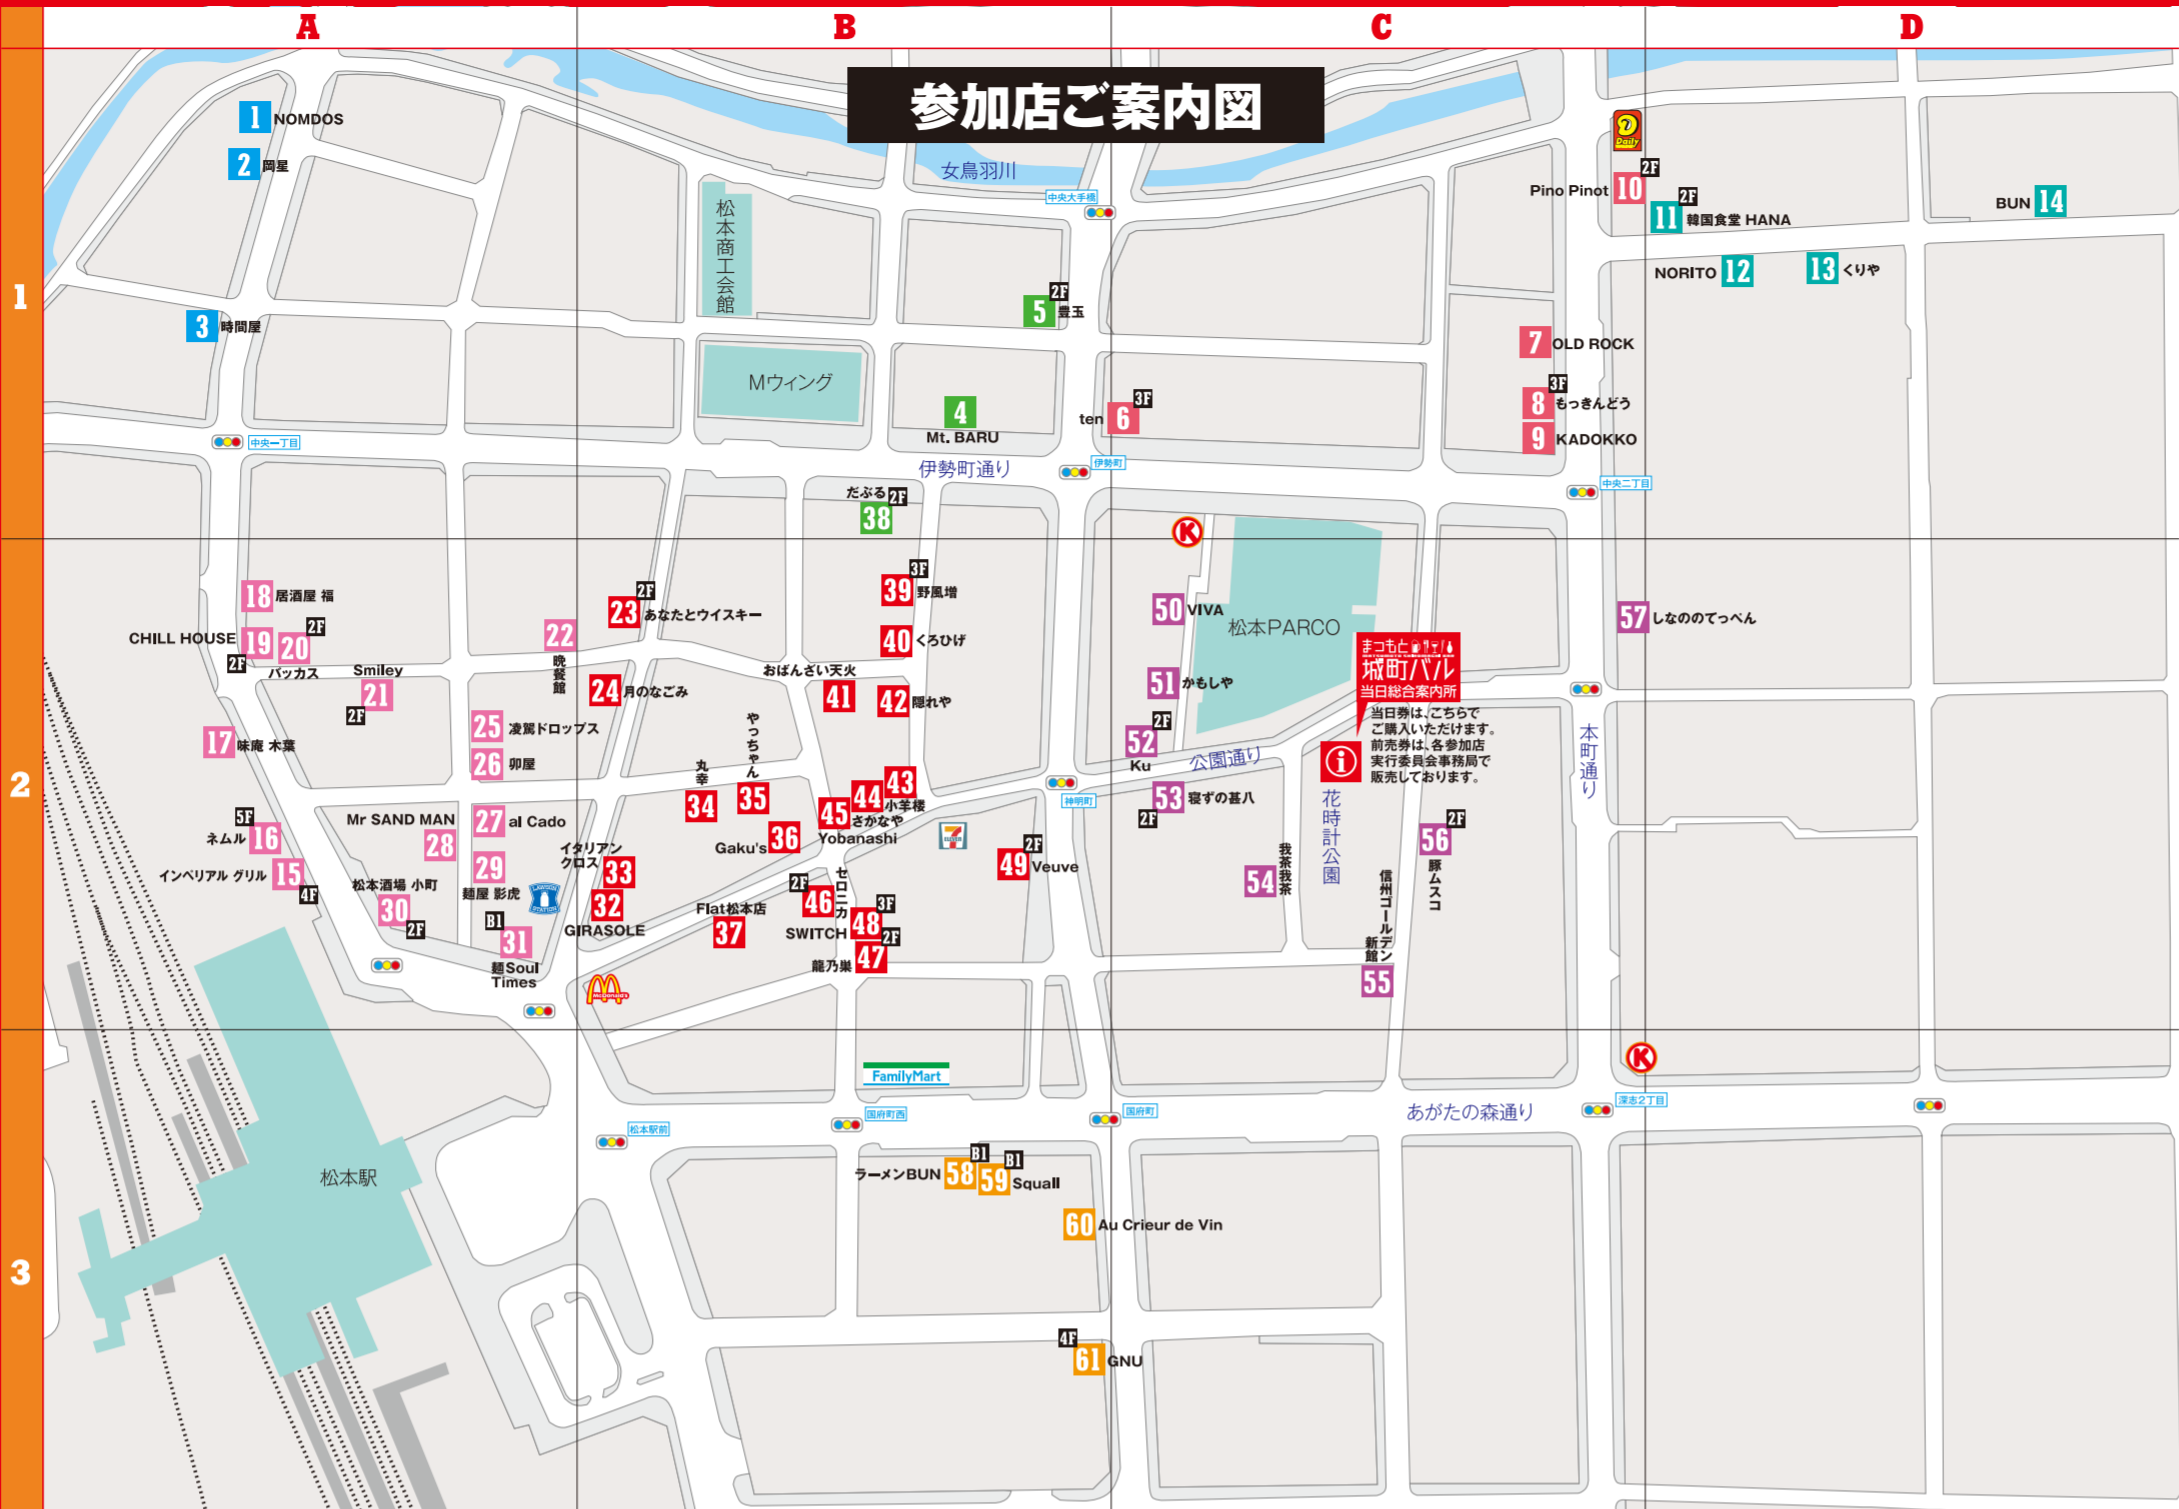 A
B
C
D
参加店ご案内図
1
1
NOMDOS
2
岡星
3
時間屋
女鳥羽川
中央大手橋
松本商工会館
Mウィング
2F
5
豊玉
4
Mt. BARU
3F
ten
6
Daily
2F
Pino Pinot
10
2F
11
韓国食堂 HANA
BUN
14
NORITO
12
13
くりや
7
OLD ROCK
3F
8
もっきんどう
9
KADOKKO
中央一丁目
伊勢町通り
伊勢町
中央二丁目
だぶる
2F
38
K
2
18
居酒屋 福
CHILL HOUSE
19
2F
20
2F
バッカス
Smiley
21
2F
17
味庵 木葉
22
晩餐館
2F
23
あなたとウイスキー
24
月のなごみ
25
凌駕ドロップス
26
卯屋
27
al Cado
Mr SAND MAN
28
29
麺屋 影虎
5F
ネムル
16
インペリアル グリル
15
4F
松本酒場 小町
30
2F
B1
31
麺Soul
Times
LAWSON
STATION
イタリアン
クロス
33
32
GIRASOLE
McDonald's
3F
39
野風増
40
くろひげ
おばんざい天火
41
42
隠れや
やっちゃん
35
丸幸
34
43
小羊楼
44
さかなや
45
Yobanashi
Gaku's
36
Flat松本店
37
2F
46
セロニカ
3F
SWITCH
48
2F
龍乃巣
47
7
ELEVEN
2F
49
Veuve
神明町
50
VIVA
松本PARCO
51
かもしや
2F
52
Ku
公園通り
53
寝ずの甚八
2F
まつもと
城町バル
当日総合案内所
当日券は、こちらで
ご購入いただけます。
前売券は、各参加店
実行委員会事務局で
販売しております。
i
花時計公園
54
我茶我茶
2F
56
豚ムスコ
信州ゴールデン
新館
55
本町通り
57
しなののてっぺん
3
FamilyMart
K
国府町西
国府町
松本駅前
深志2丁目
あがたの森通り
松本駅
ラーメンBUN
58
B1
59
B1
Squall
60
Au Crieur de Vin
4F
61
GNU